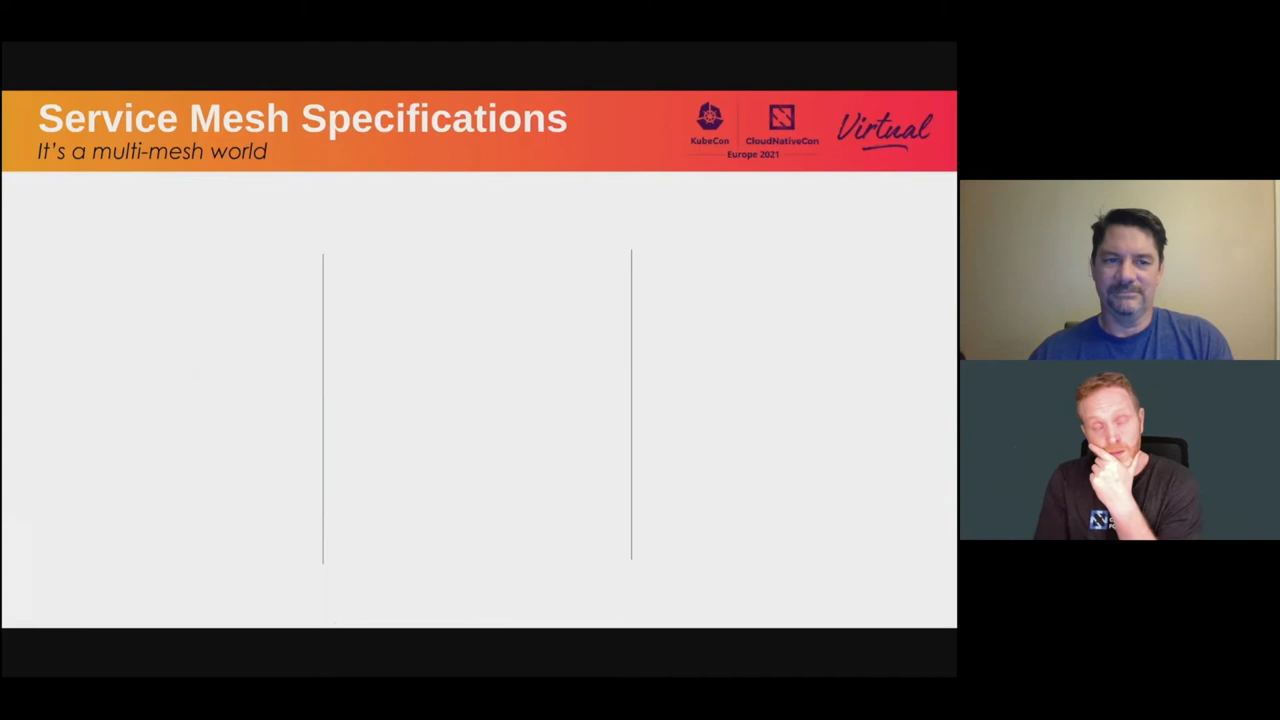 Service Mesh Specifications
It's a multi-mesh world
KubeCon
CloudNativeCon
Europe 2021
Virtual